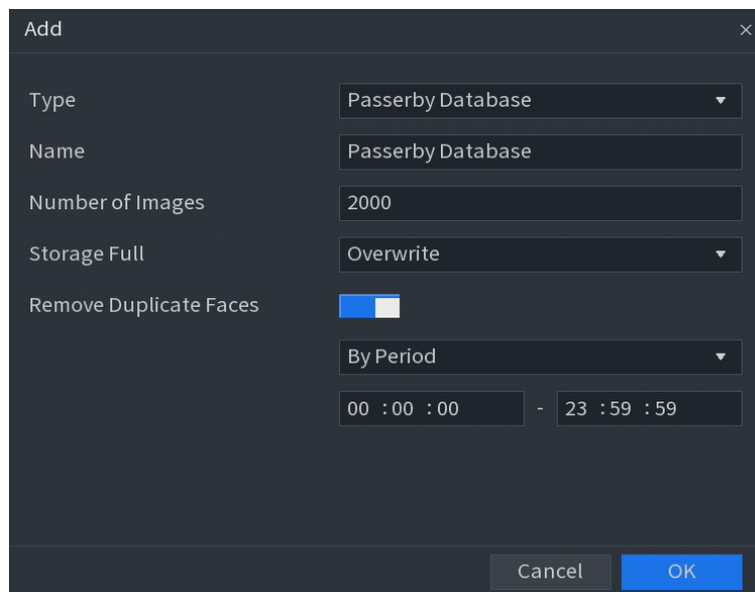 Add ×
Type Passerby Database
Name Passerby Database
Number of Images 2000
Storage Full Overwrite
Remove Duplicate Faces
By Period
00 :00 :00 - 23 :59 :59
Cancel OK